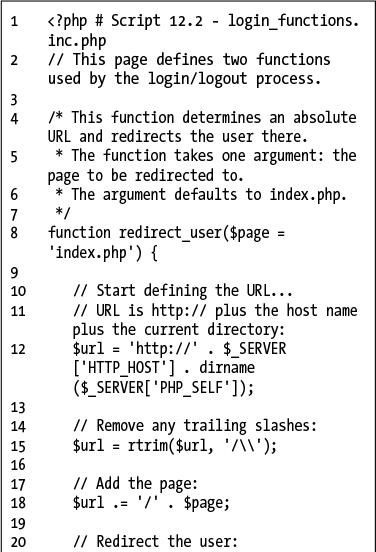 1 <?php # Script 12.2 - login_functions.
inc.php
2 // This page defines two functions
used by the login/logout process.
3
4 /* This function determines an absolute
URL and redirects the user there.
5 * The function takes one argument: the
page to be redirected to.
6 * The argument defaults to index.php.
7 */
8 function redirect_user($page =
'index.php') {
9
10 // Start defining the URL...
11 // URL is http:// plus the host name
plus the current directory:
12 $url = 'http://' . $_SERVER
['HTTP_HOST'] . dirname
($_SERVER['PHP_SELF']);
13
14 // Remove any trailing slashes:
15 $url = rtrim($url, '/\\');
16
17 // Add the page:
18 $url .= '/' . $page;
19
20 // Redirect the user: